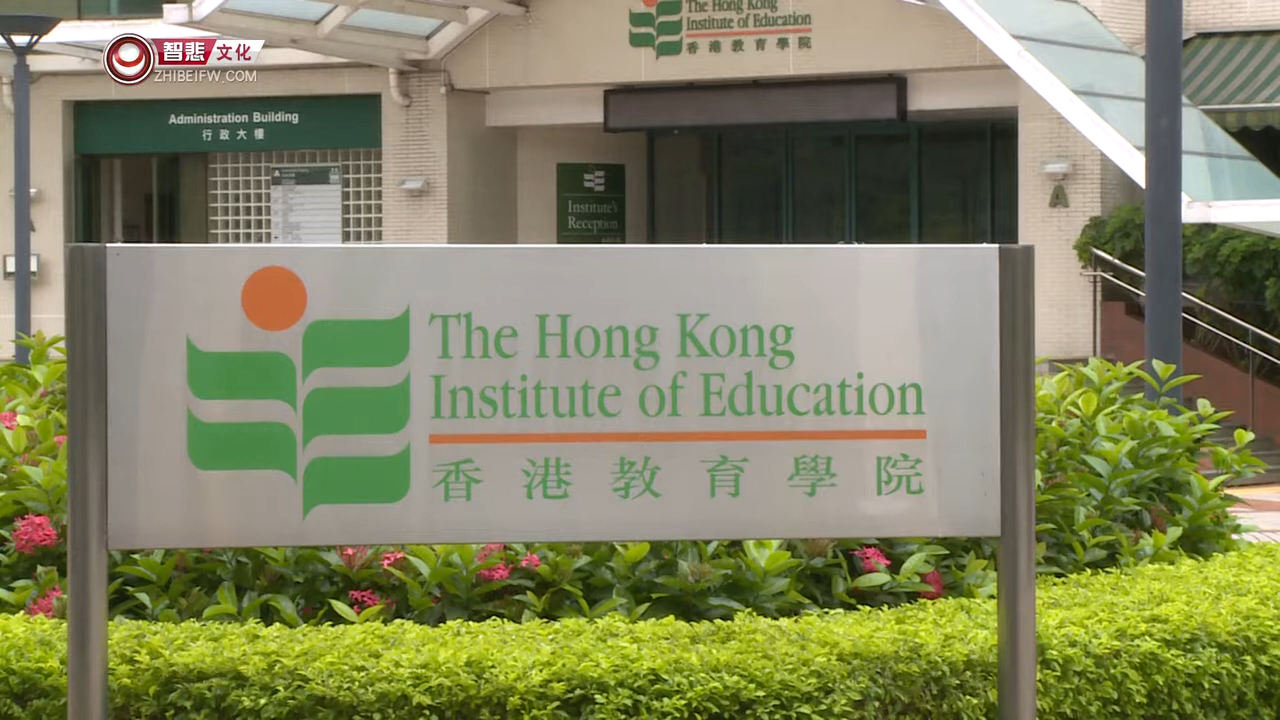 智悲文化
ZHIBEIFW.COM
The Hong Kong
Institute of Education
香港教育學院
Administration Building
行政大樓
Institute's
Reception
A
The Hong Kong
Institute of Education
香港教育學院